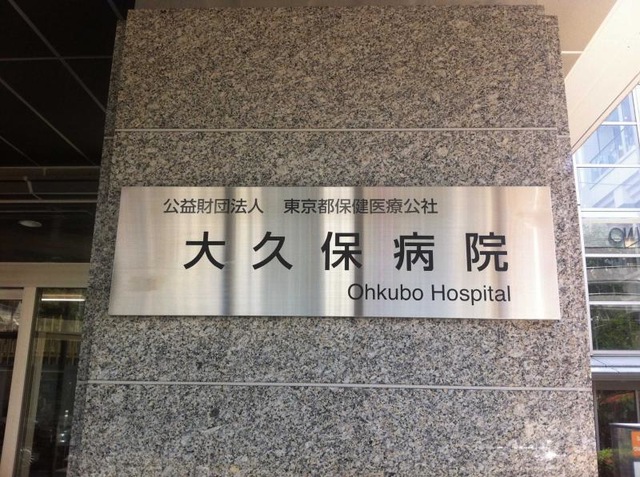 公益財団法人　東京都保健医療公社
大久保病院
Ohkubo Hospital